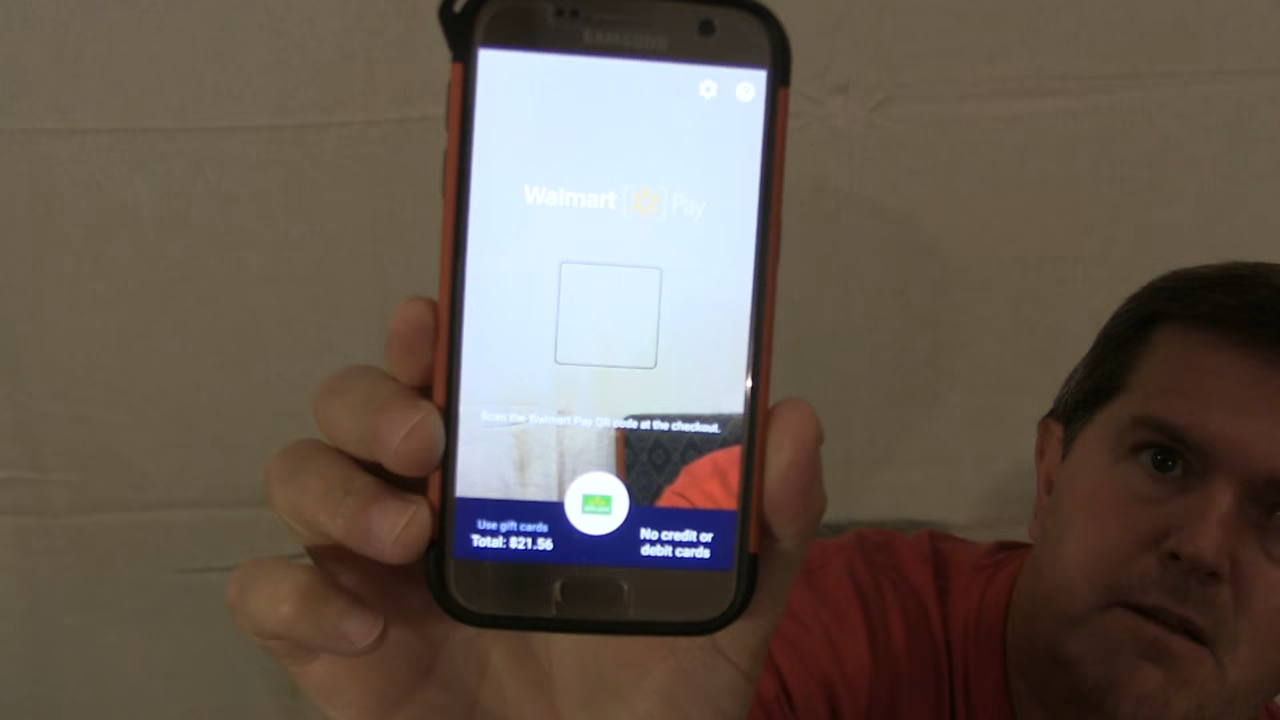 SAMSUNG
Walmart Pay
Scan the Walmart Pay QR code at the checkout.
Use gift cards
Total: $21.56
No credit or
debit cards